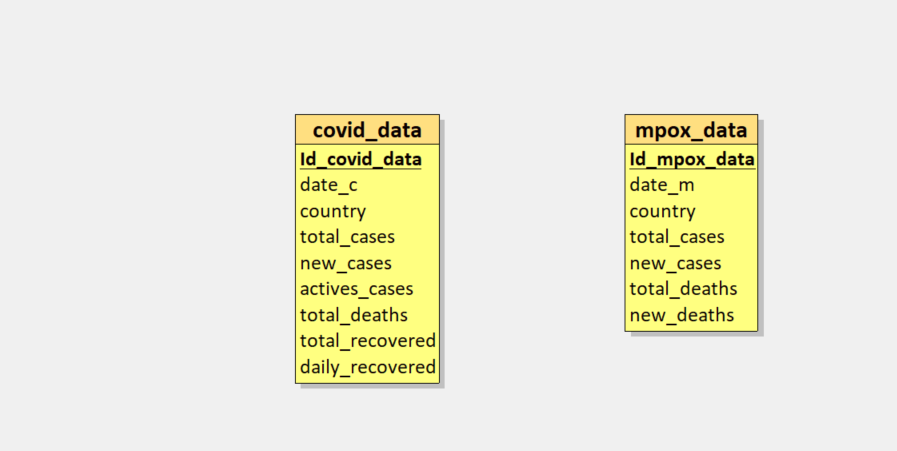 covid_data
Id_covid_data
date_c
country
total_cases
new_cases
actives_cases
total_deaths
total_recovered
daily_recovered
mpox_data
Id_mpox_data
date_m
country
total_cases
new_cases
total_deaths
new_deaths